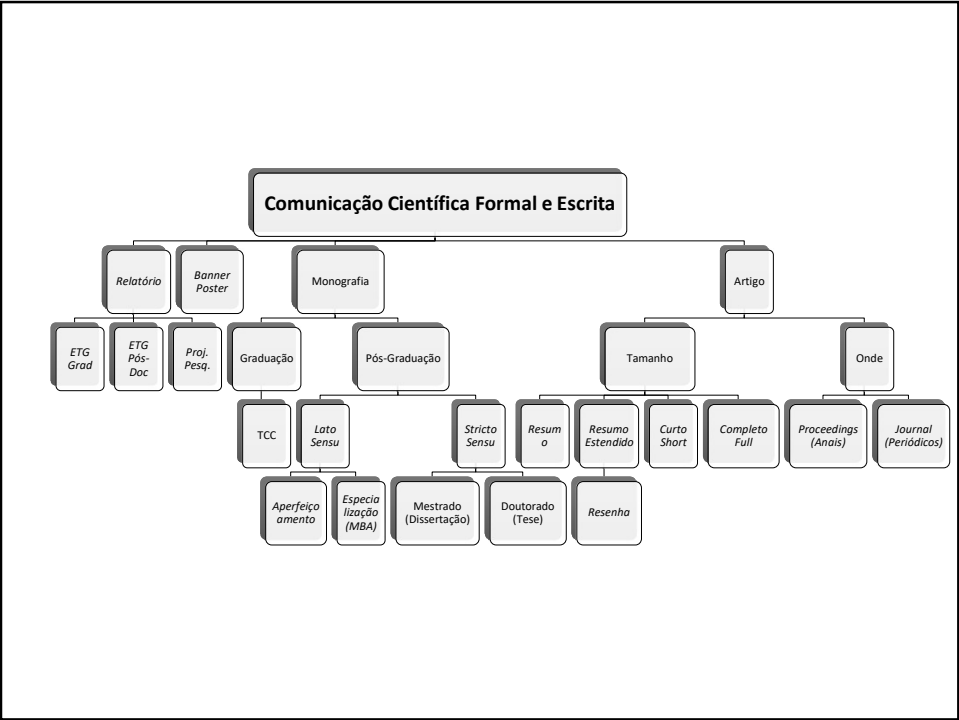 Comunicação Científica Formal e Escrita
Relatório
Banner
Poster
Monografia
Artigo
ETG
Grad
ETG
Pós-
Doc
Proj.
Pesq.
Graduação
Pós-Graduação
Tamanho
Onde
TCC
Lato
Sensu
Stricto
Sensu
Resum
o
Resumo
Estendido
Curto
Short
Completo
Full
Proceedings
(Anais)
Journal
(Periódicos)
Aperfeiço
amento
Especia
lização
(MBA)
Mestrado
(Dissertação)
Doutorado
(Tese)
Resenha